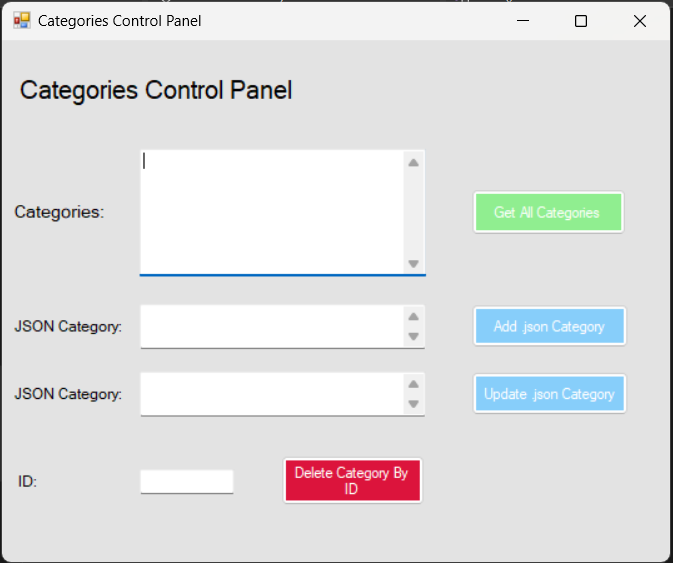 Categories Control Panel
Categories Control Panel
Categories:
Get All Categories
JSON Category:
Add .json Category
JSON Category:
Update .json Category
ID:
Delete Category By
ID